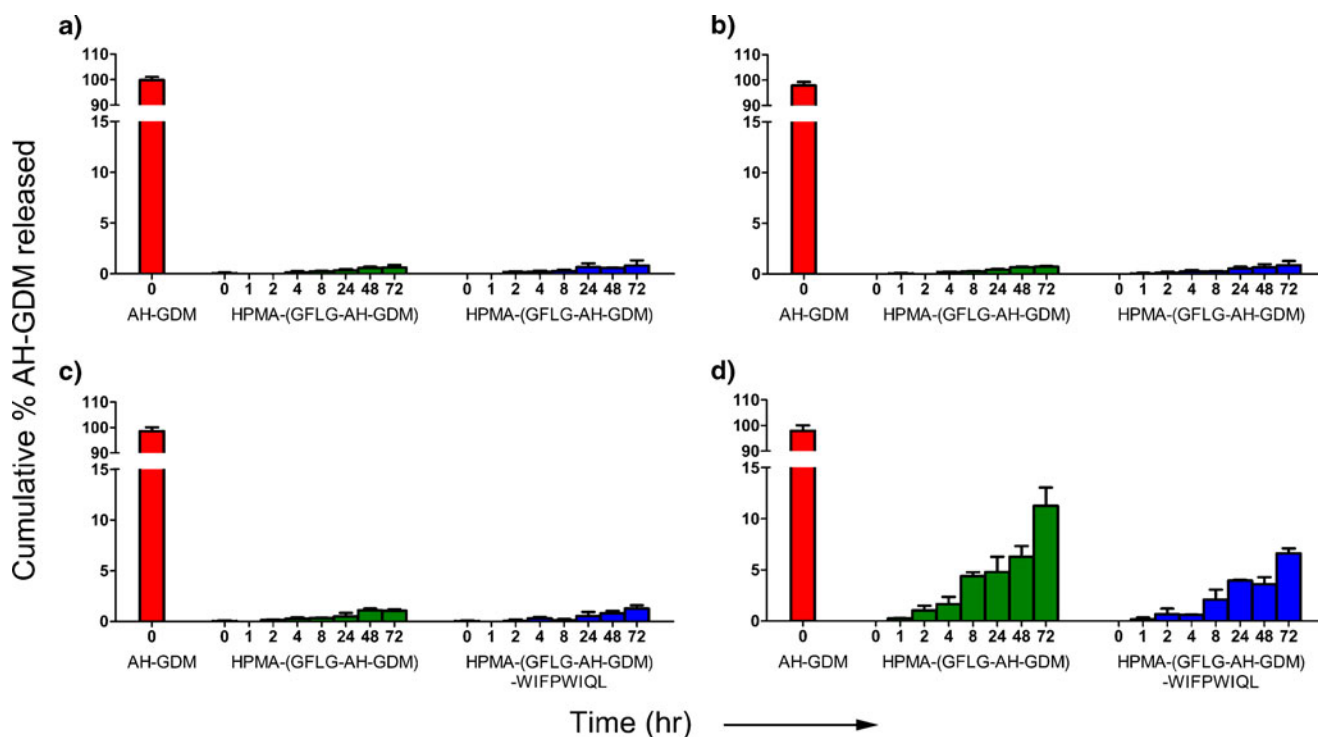 a)
110
100
90
15
10
5
0
0
0 1 2 4 8 24 48 72
0 1 2 4 8 24 48 72
AH-GDM
HPMA-(GFLG-AH-GDM)
HPMA-(GFLG-AH-GDM)
b)
110
100
90
15
10
5
0
0
0 1 2 4 8 24 48 72
0 1 2 4 8 24 48 72
AH-GDM
HPMA-(GFLG-AH-GDM)
HPMA-(GFLG-AH-GDM)
Cumulative % AH-GDM released
c)
110
100
90
15
10
5
0
0
0 1 2 4 8 24 48 72
0 1 2 4 8 24 48 72
AH-GDM
HPMA-(GFLG-AH-GDM)
HPMA-(GFLG-AH-GDM)
-WIFPWIQL
d)
110
100
90
15
10
5
0
0
0 1 2 4 8 24 48 72
0 1 2 4 8 24 48 72
AH-GDM
HPMA-(GFLG-AH-GDM)
HPMA-(GFLG-AH-GDM)
-WIFPWIQL
Time (hr)